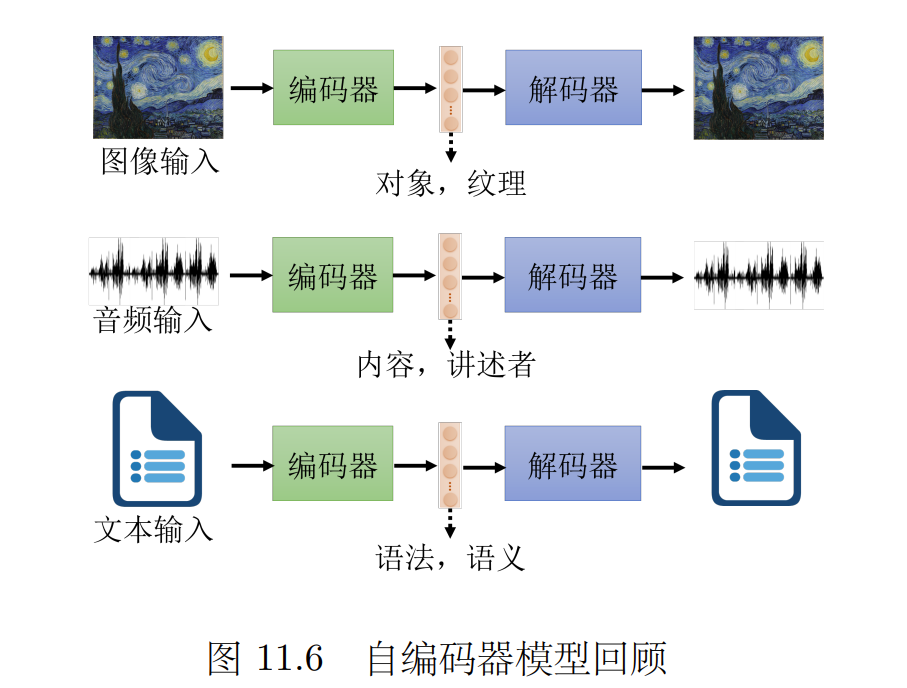 编码器
解码器
图像输入
对象，纹理
编码器
解码器
音频输入
内容，讲述者
编码器
解码器
文本输入
语法，语义
图 11.6 自编码器模型回顾